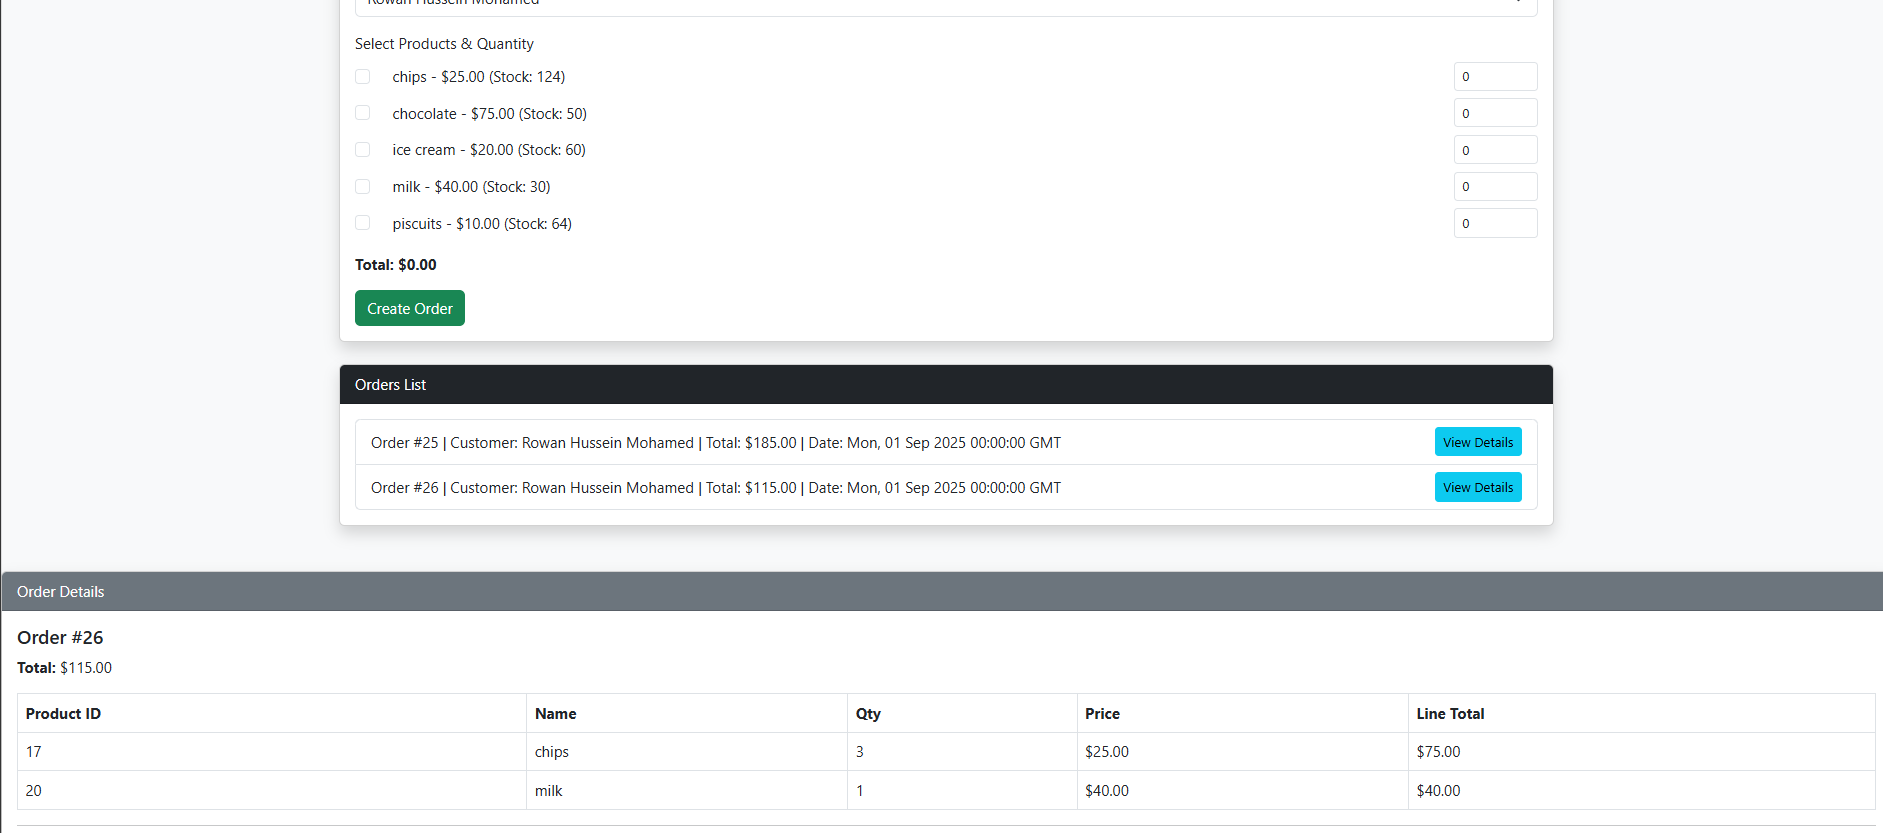 Rowan Hussein Mohamed
Select Products & Quantity
chips - $25.00 (Stock: 124) 0
chocolate - $75.00 (Stock: 50) 0
ice cream - $20.00 (Stock: 60) 0
milk - $40.00 (Stock: 30) 0
piscuits - $10.00 (Stock: 64) 0
Total: $0.00
Create Order
Orders List
Order #25 | Customer: Rowan Hussein Mohamed | Total: $185.00 | Date: Mon, 01 Sep 2025 00:00:00 GMT View Details
Order #26 | Customer: Rowan Hussein Mohamed | Total: $115.00 | Date: Mon, 01 Sep 2025 00:00:00 GMT View Details
Order Details
Order #26
Total: $115.00
Product ID Name Qty Price Line Total
17 chips 3 $25.00 $75.00
20 milk 1 $40.00 $40.00